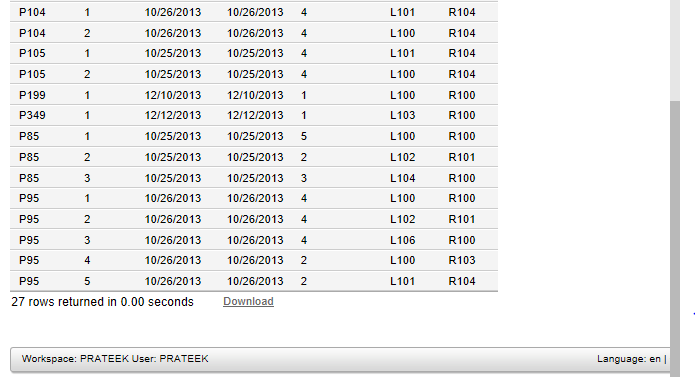 P104 1 10/26/2013 10/26/2013 4 L101 R104
P104 2 10/26/2013 10/26/2013 4 L100 R104
P105 1 10/25/2013 10/25/2013 4 L101 R104
P105 2 10/25/2013 10/25/2013 4 L100 R104
P199 1 12/10/2013 12/10/2013 1 L100 R100
P349 1 12/12/2013 12/12/2013 1 L103 R100
P85 1 10/25/2013 10/25/2013 5 L100 R100
P85 2 10/25/2013 10/25/2013 2 L102 R101
P85 3 10/25/2013 10/25/2013 3 L104 R100
P95 1 10/26/2013 10/26/2013 4 L100 R100
P95 2 10/26/2013 10/26/2013 4 L102 R101
P95 3 10/26/2013 10/26/2013 4 L106 R100
P95 4 10/26/2013 10/26/2013 2 L100 R103
P95 5 10/26/2013 10/26/2013 2 L101 R104
27 rows returned in 0.00 seconds Download
Workspace: PRATEEK User: PRATEEK Language: en |